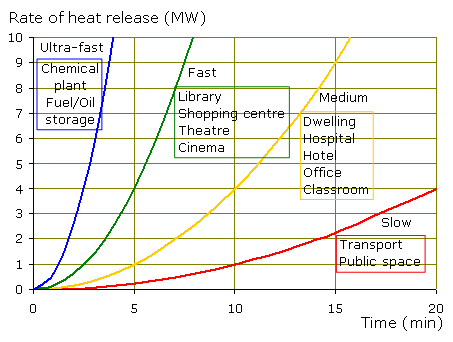 Rate of heat release (MW)
10
9
8
7
6
5
4
3
2
1
0
Ultra-fast
Chemical
plant
Fuel/Oil
storage
Fast
Library
Shopping centre
Theatre
Cinema
Medium
Dwelling
Hospital
Hotel
Office
Classroom
Slow
Transport
Public space
0 5 10 15 20
Time (min)